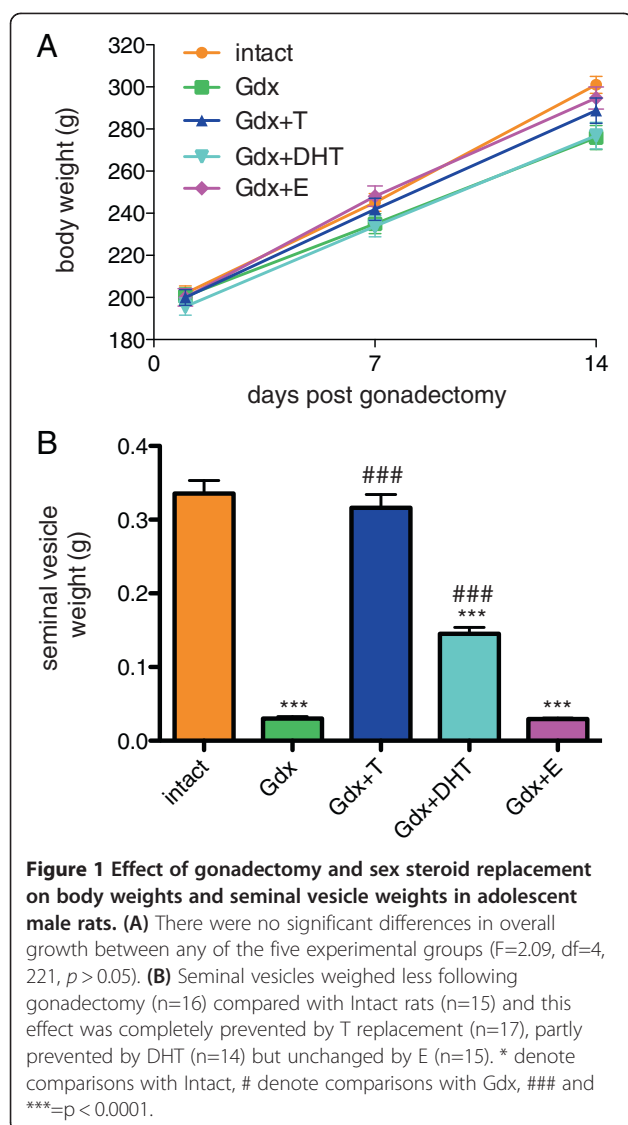 A
320
300
280
260
240
220
200
180
body weight (g)
intact
Gdx
Gdx+T
Gdx+DHT
Gdx+E
0
7
14
days post gonadectomy
B
0.4
0.3
0.2
0.1
0.0
seminal vesicle
weight (g)
***
###
###
***
***
intact
Gdx
Gdx+T
Gdx+DHT
Gdx+E
Figure 1 Effect of gonadectomy and sex steroid replacement
on body weights and seminal vesicle weights in adolescent
male rats. (A) There were no significant differences in overall
growth between any of the five experimental groups (F=2.09, df=4,
221, p > 0.05). (B) Seminal vesicles weighed less following
gonadectomy (n=16) compared with Intact rats (n=15) and this
effect was completely prevented by T replacement (n=17), partly
prevented by DHT (n=14) but unchanged by E (n=15). * denote
comparisons with Intact, # denote comparisons with Gdx, ### and
***=p < 0.0001.